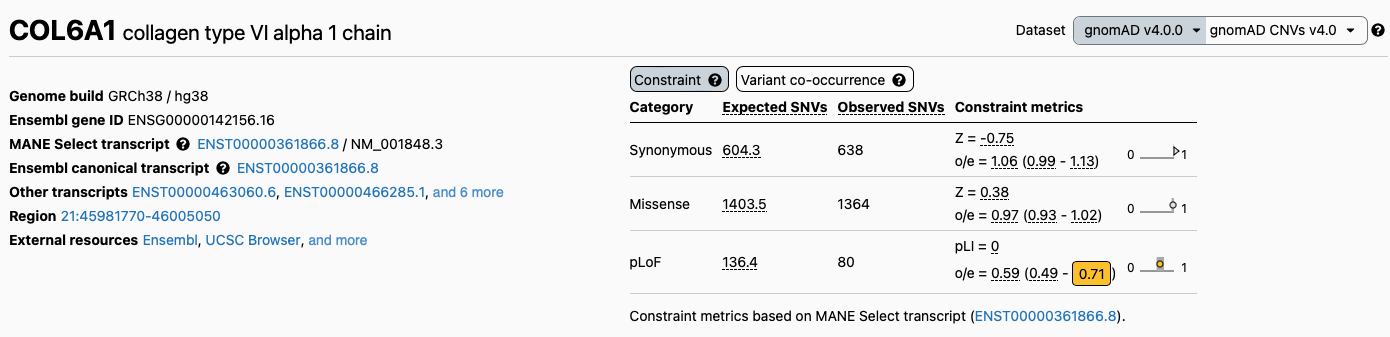 COL6A1 collagen type VI alpha 1 chain
Dataset gnomAD v4.0.0 gnomAD CNVs v4.0 ?
Genome build GRCh38 / hg38
Ensembl gene ID ENSG00000142156.16
MANE Select transcript ? ENST00000361866.8 / NM_001848.3
Ensembl canonical transcript ? ENST00000361866.8
Other transcripts ENST00000463060.6, ENST00000466285.1, and 6 more
Region 21:45981770-46005050
External resources Ensembl, UCSC Browser, and more
Constraint ? Variant co-occurrence ?
Category Expected SNVs Observed SNVs Constraint metrics
Synonymous 604.3 638 Z = -0.75
o/e = 1.06 (0.99 - 1.13) 0 1
Missense 1403.5 1364 Z = 0.38
o/e = 0.97 (0.93 - 1.02) 0 1
pLoF 136.4 80 pLI = 0
o/e = 0.59 (0.49 - 0.71) 0 1
Constraint metrics based on MANE Select transcript (ENST00000361866.8).